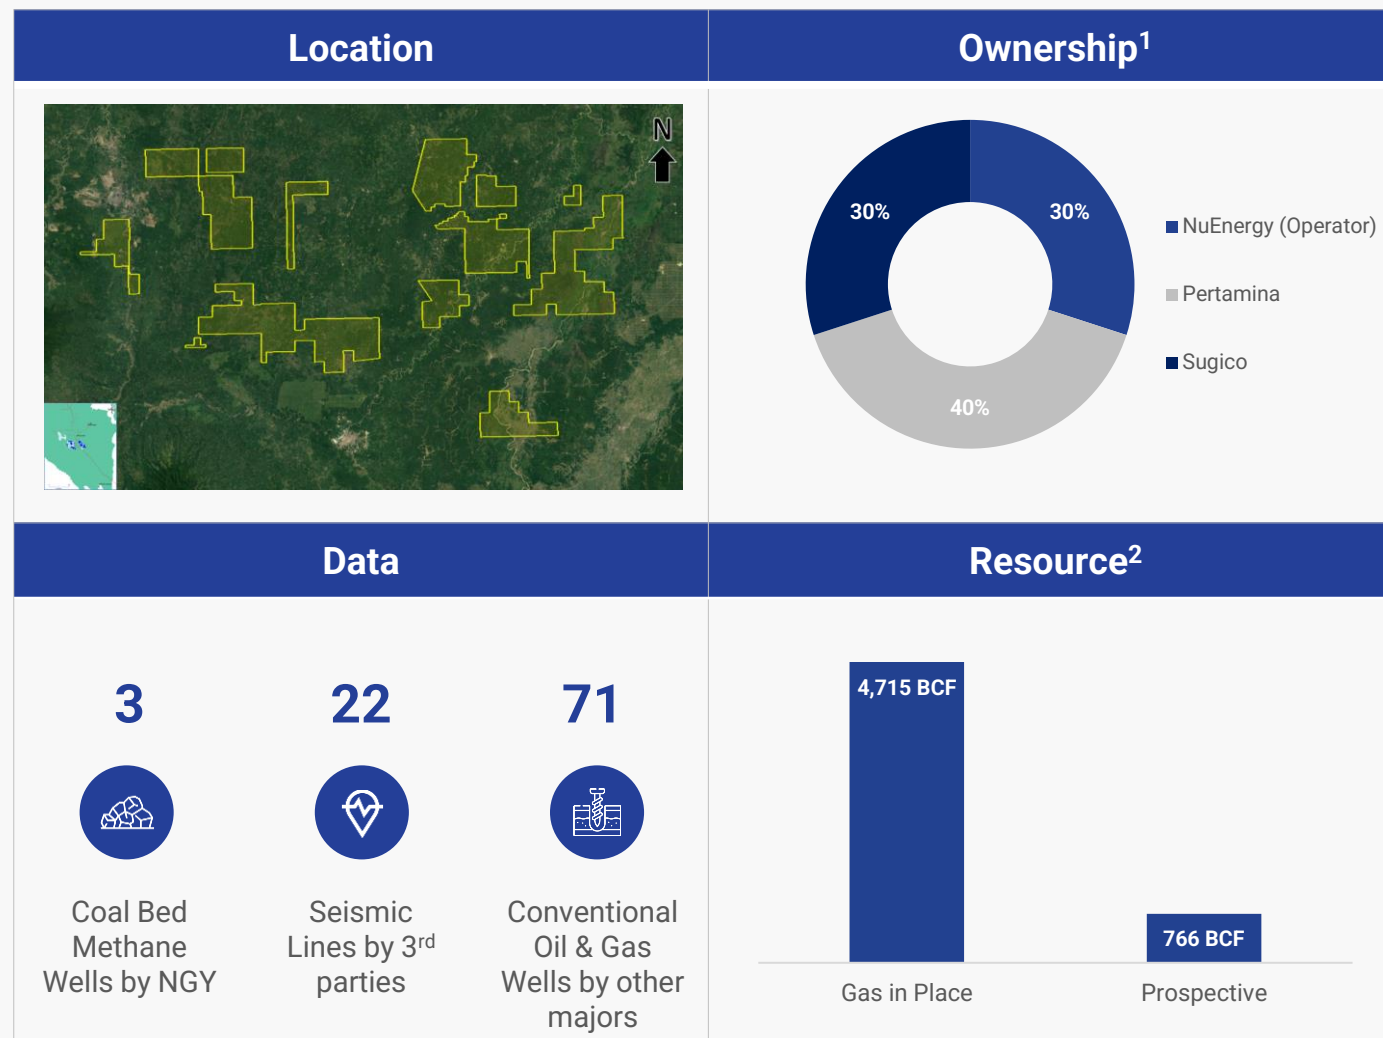 Location
Ownership¹
N
30%
30%
40%
NuEnergy (Operator)
Pertamina
Sugico
Data
Resource²
3
22
71
Coal Bed
Methane
Wells by NGY
Seismic
Lines by 3ʳᵈ
parties
Conventional
Oil & Gas
Wells by other
majors
4,715 BCF
766 BCF
Gas in Place
Prospective